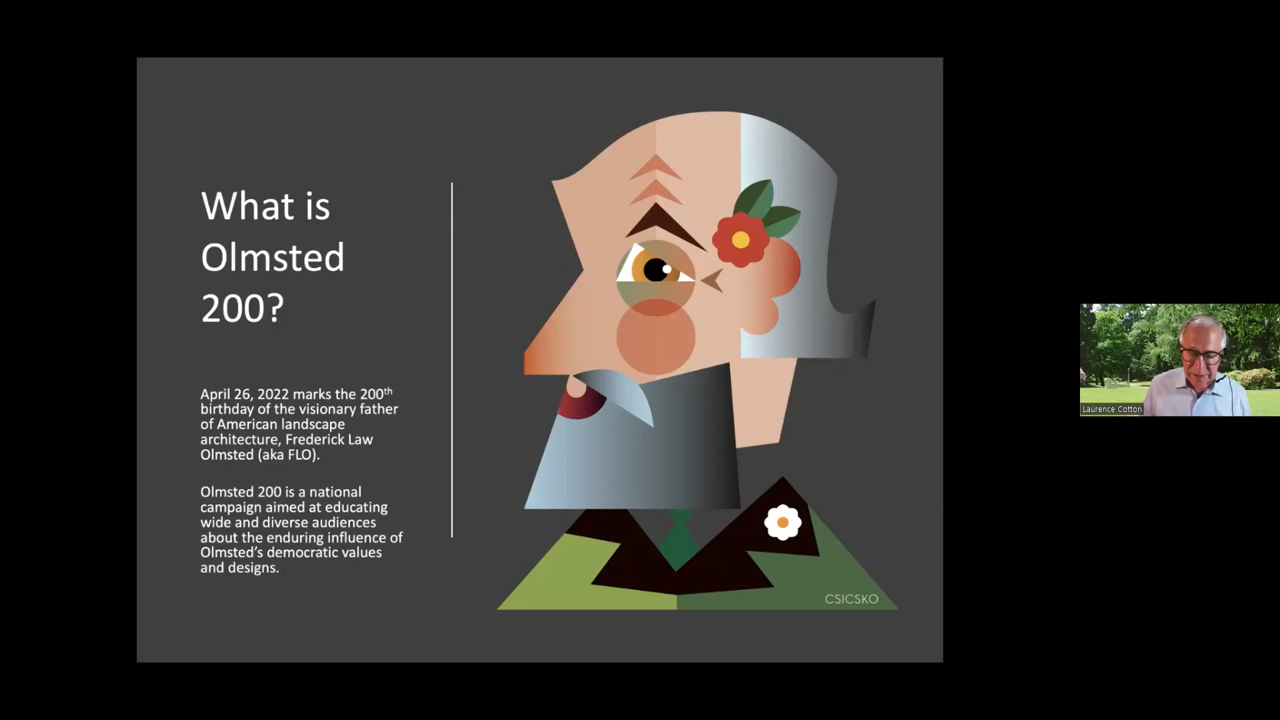 What is
Olmsted
200?
April 26, 2022 marks the 200th
birthday of the visionary father
of American landscape
architecture, Frederick Law
Olmsted (aka FLO).
Olmsted 200 is a national
campaign aimed at educating
wide and diverse audiences
about the enduring influence of
Olmsted's democratic values
and designs.
CSICSKO
Laurence Cotton